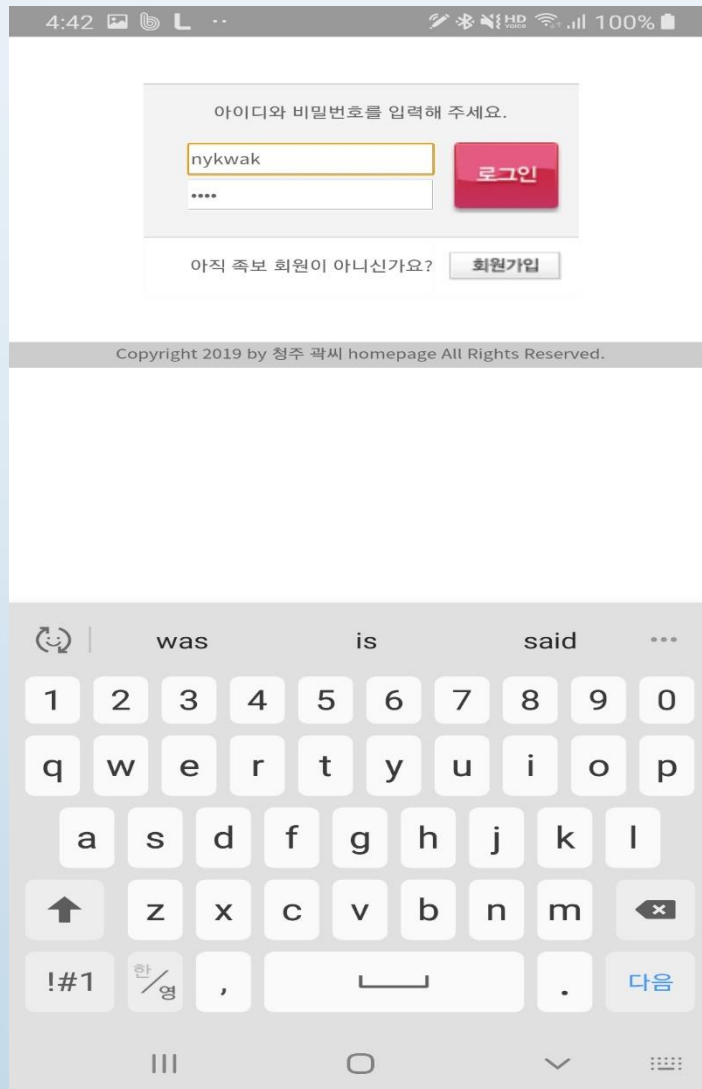 4:42 L 100%
HD VOICE
아이디와 비밀번호를 입력해 주세요.
nykwak
••••
로그인
아직 족보 회원이 아니신가요? 회원가입
Copyright 2019 by 청주 곽씨 homepage All Rights Reserved.
was is said
1 2 3 4 5 6 7 8 9 0
q w e r t y u i o p
a s d f g h j k l
z x c v b n m
!#1 한/영 , . 다음